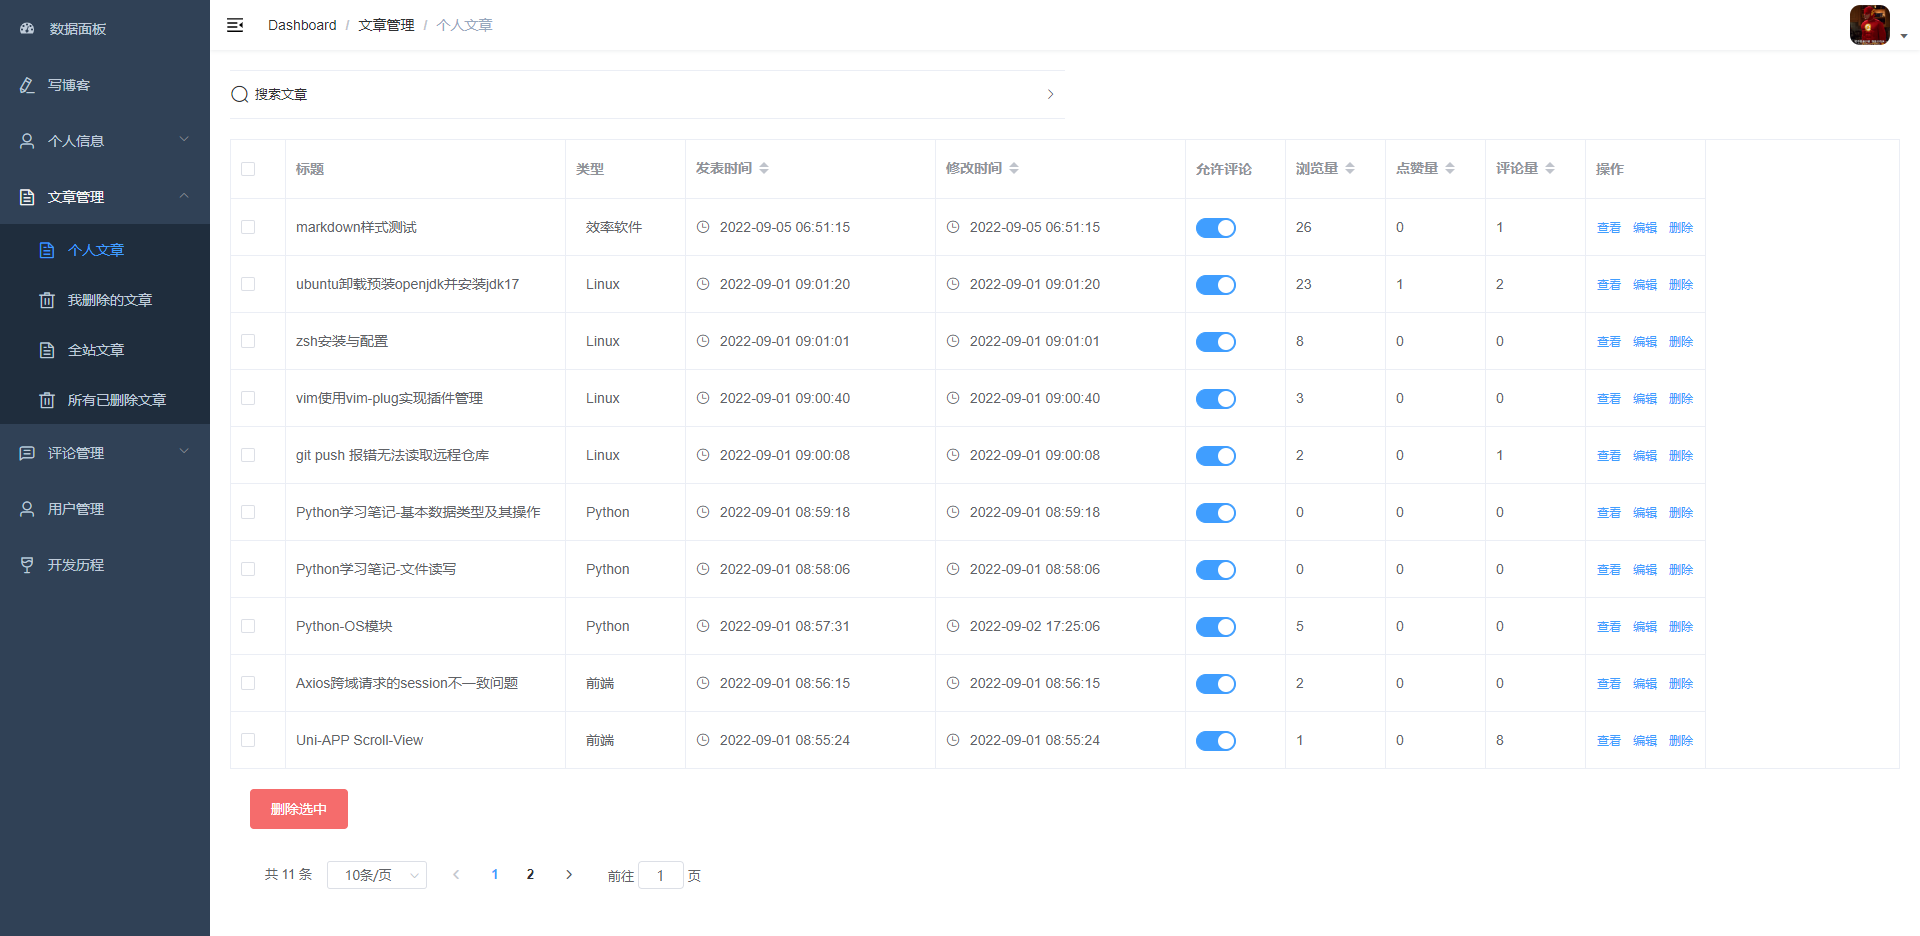 数据面板
写博客
个人信息
文章管理
个人文章
我删除的文章
全站文章
所有已删除文章
评论管理
用户管理
开发历程
Dashboard / 文章管理 / 个人文章
搜索文章
标题 类型 发表时间 修改时间 允许评论 浏览量 点赞量 评论量 操作
markdown样式测试 效率软件 2022-09-05 06:51:15 2022-09-05 06:51:15 26 0 1 查看 编辑 删除
ubuntu卸载预装openjdk并安装jdk17 Linux 2022-09-01 09:01:20 2022-09-01 09:01:20 23 1 2 查看 编辑 删除
zsh安装与配置 Linux 2022-09-01 09:01:01 2022-09-01 09:01:01 8 0 0 查看 编辑 删除
vim使用vim-plug实现插件管理 Linux 2022-09-01 09:00:40 2022-09-01 09:00:40 3 0 0 查看 编辑 删除
git push 报错无法读取远程仓库 Linux 2022-09-01 09:00:08 2022-09-01 09:00:08 2 0 1 查看 编辑 删除
Python学习笔记-基本数据类型及其操作 Python 2022-09-01 08:59:18 2022-09-01 08:59:18 0 0 0 查看 编辑 删除
Python学习笔记-文件读写 Python 2022-09-01 08:58:06 2022-09-01 08:58:06 0 0 0 查看 编辑 删除
Python-OS模块 Python 2022-09-01 08:57:31 2022-09-02 17:25:06 5 0 0 查看 编辑 删除
Axios跨域请求的session不一致问题 前端 2022-09-01 08:56:15 2022-09-01 08:56:15 2 0 0 查看 编辑 删除
Uni-APP Scroll-View 前端 2022-09-01 08:55:24 2022-09-01 08:55:24 1 0 8 查看 编辑 删除
删除选中
共 11 条 10条/页 1 2 前往 1 页